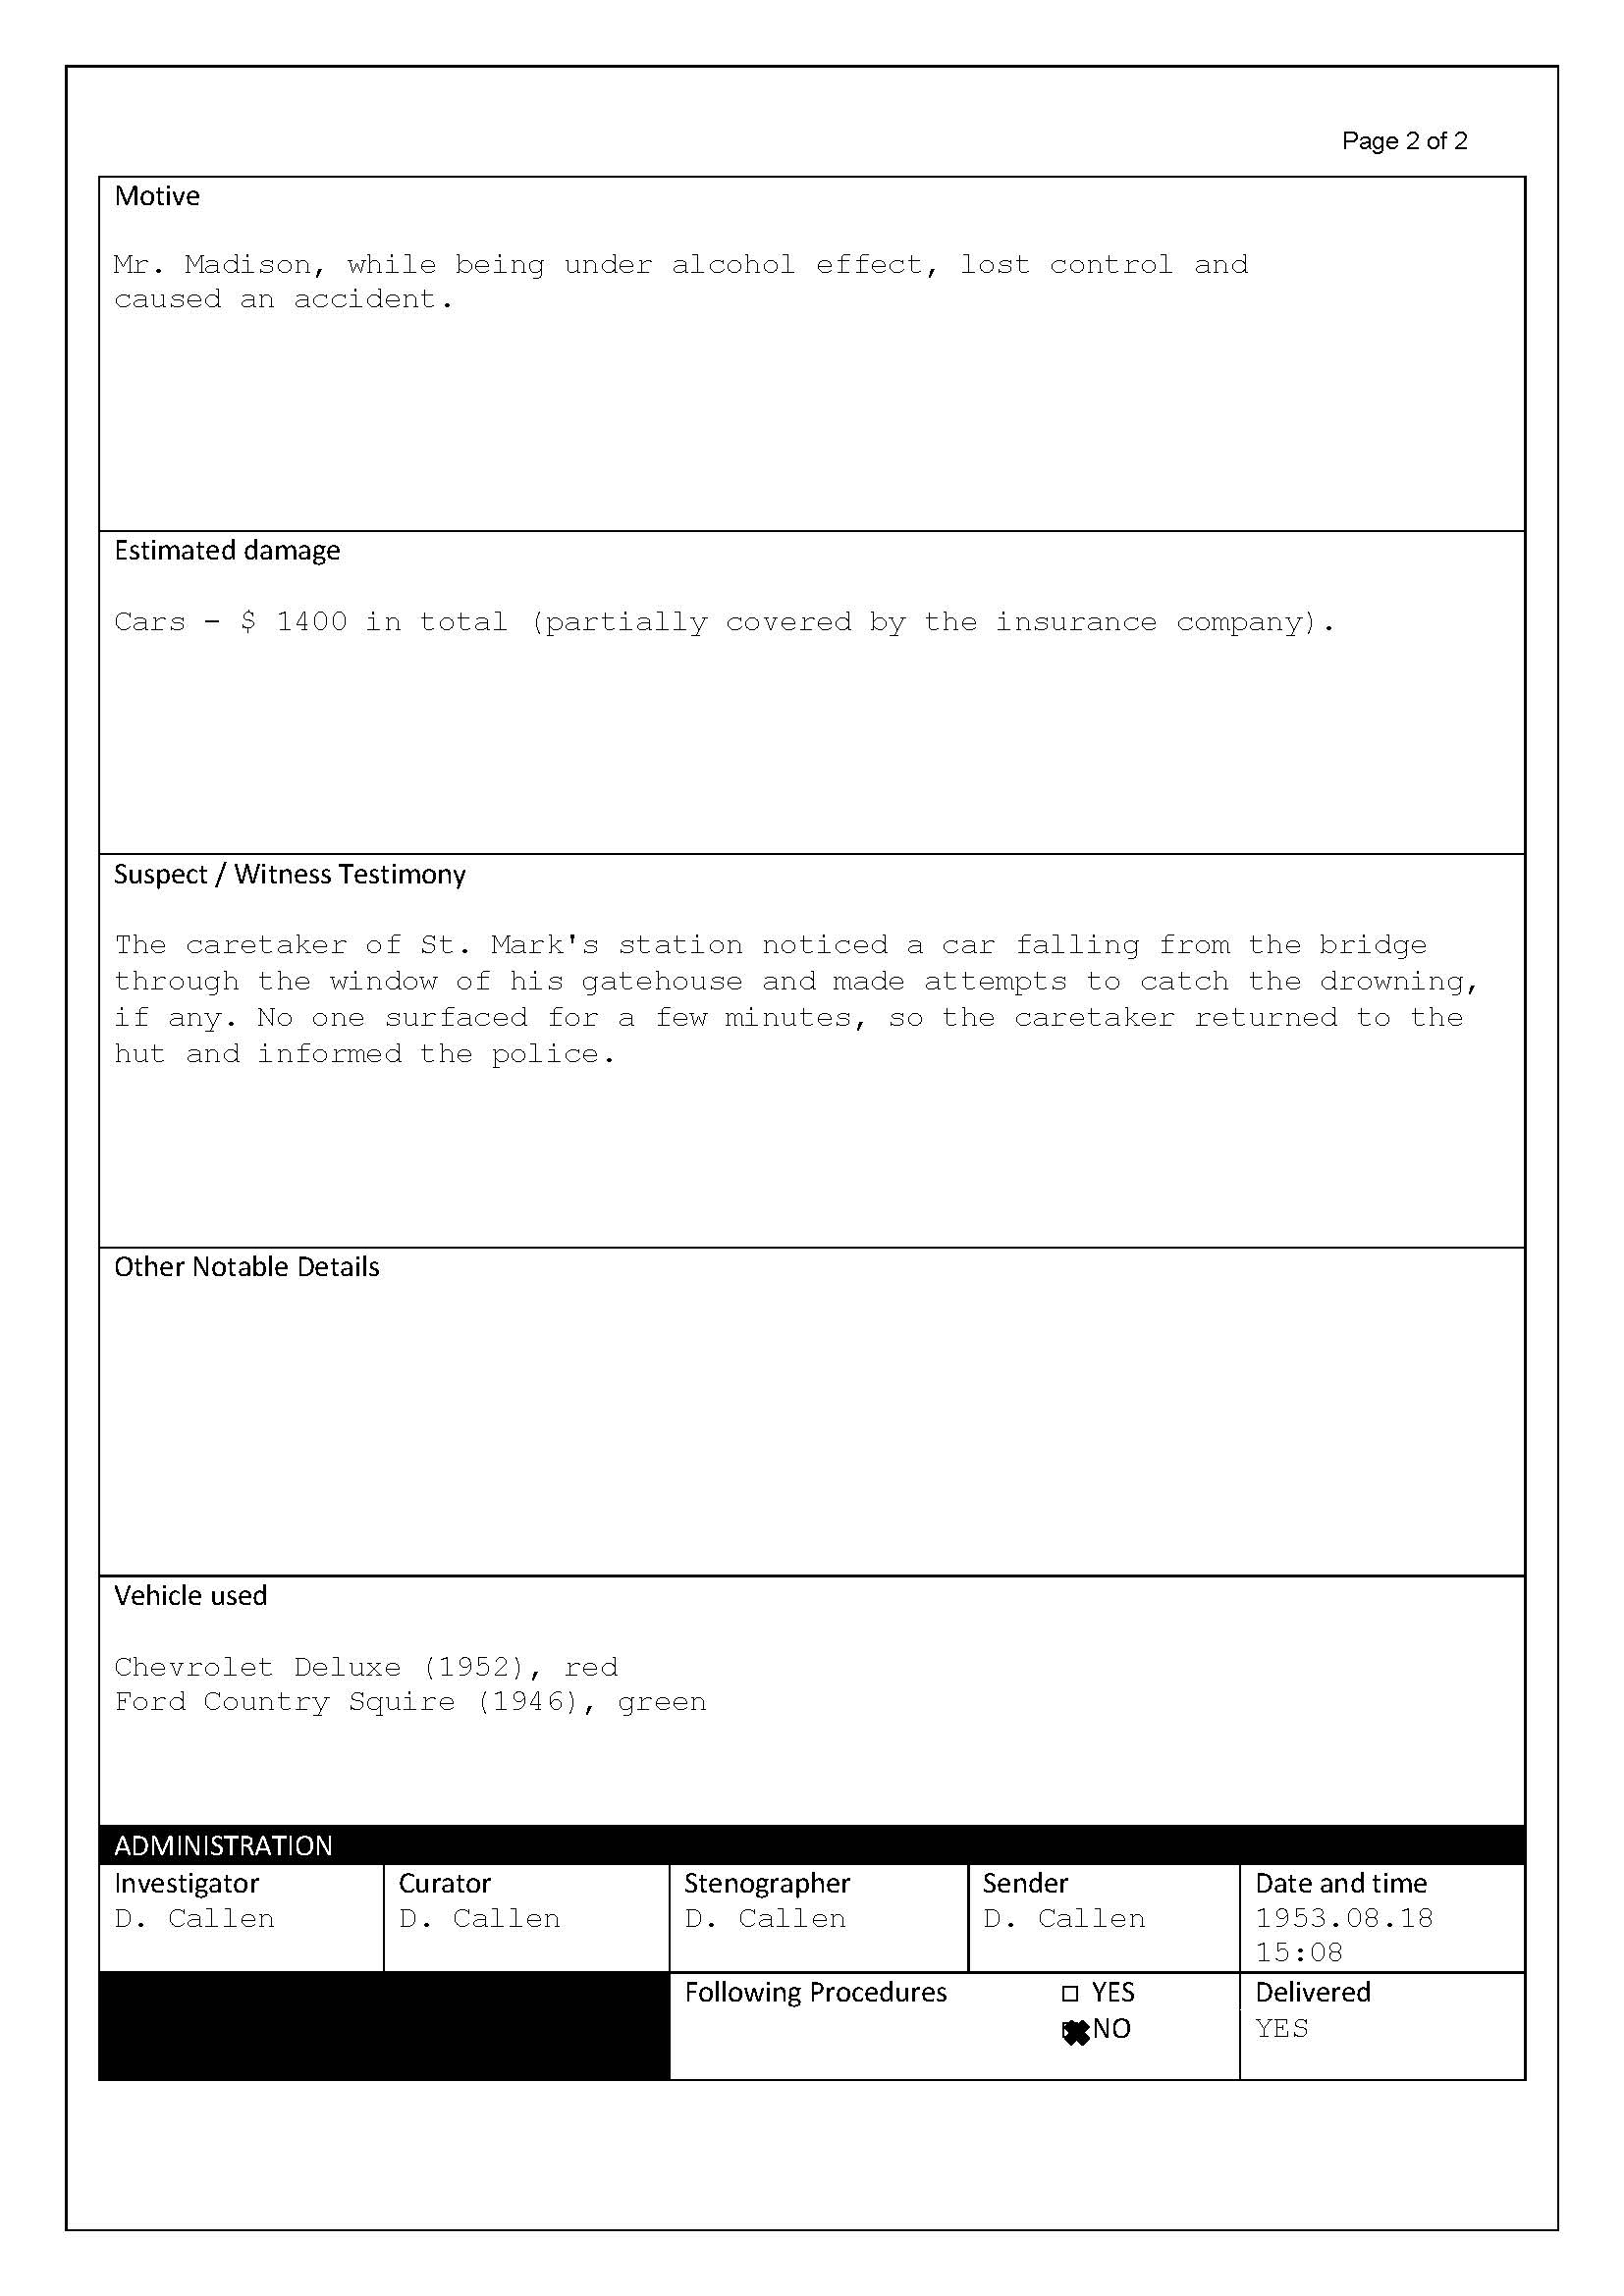 Page 2 of 2
Motive
Mr. Madison, while being under alcohol effect, lost control and
caused an accident.
Estimated damage
Cars - $ 1400 in total (partially covered by the insurance company).
Suspect / Witness Testimony
The caretaker of St. Mark's station noticed a car falling from the bridge
through the window of his gatehouse and made attempts to catch the drowning,
if any. No one surfaced for a few minutes, so the caretaker returned to the
hut and informed the police.
Other Notable Details
Vehicle used
Chevrolet Deluxe (1952), red
Ford Country Squire (1946), green
ADMINISTRATION
Investigator
D. Callen
Curator
D. Callen
Stenographer
D. Callen
Sender
D. Callen
Date and time
1953.08.18
15:08
Following Procedures
YES
NO
Delivered
YES